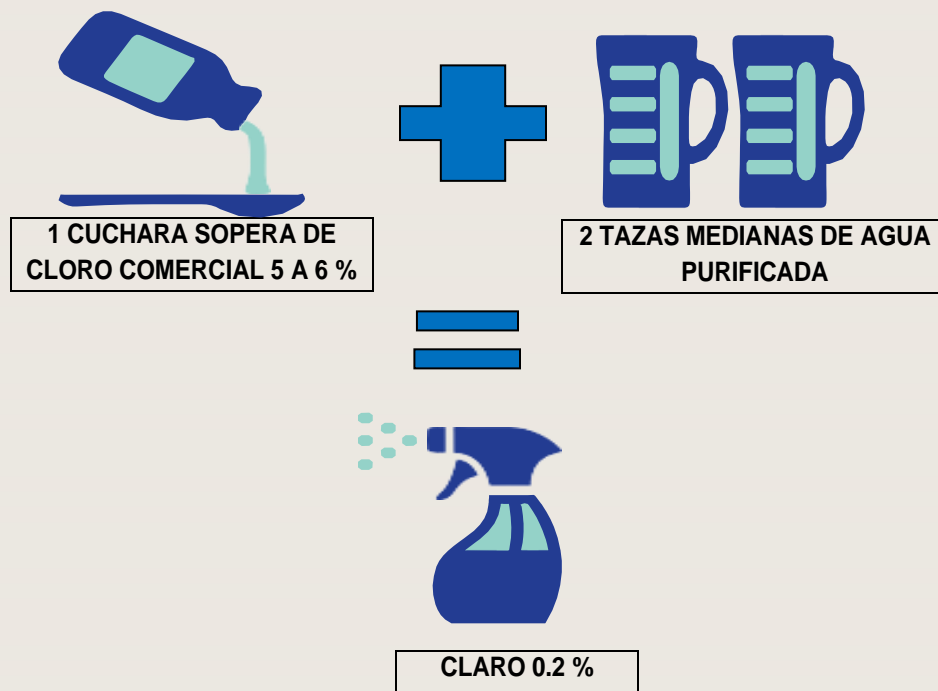 1 CUCHARA SOPERA DE
CLORO COMERCIAL 5 A 6 %
2 TAZAS MEDIANAS DE AGUA
PURIFICADA
CLARO 0.2 %